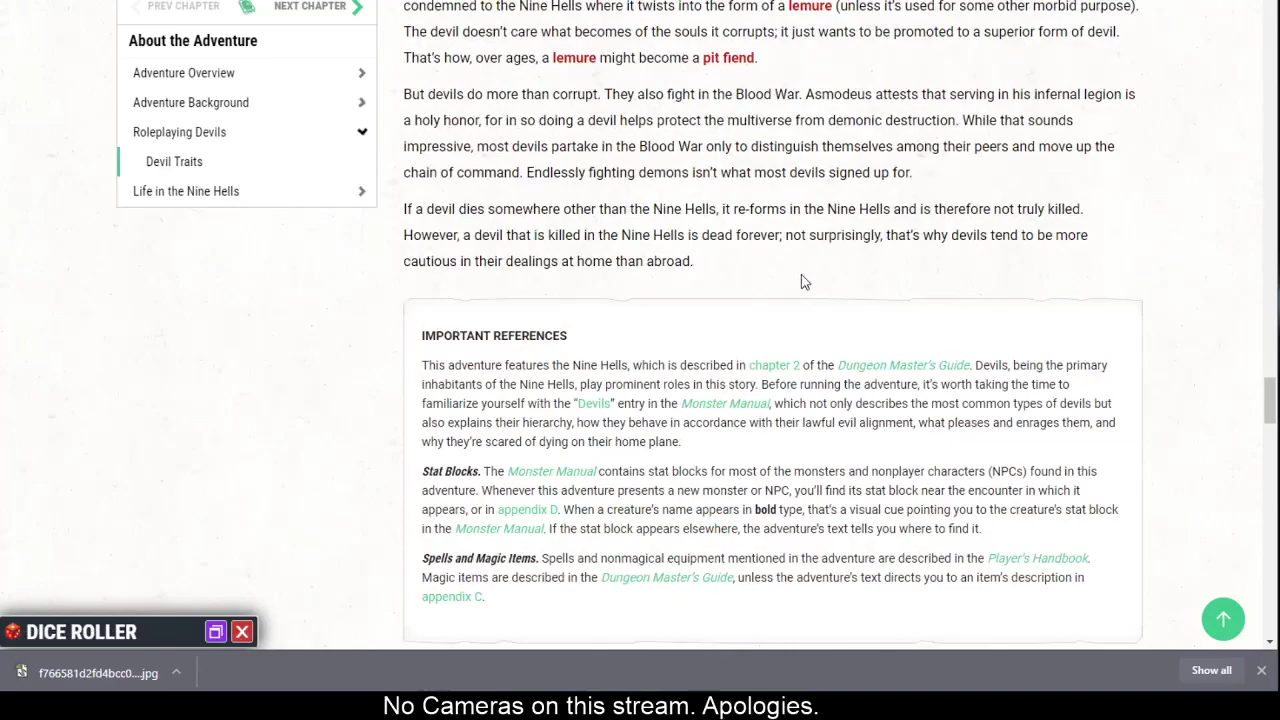 PREV CHAPTER
NEXT CHAPTER
About the Adventure
Adventure Overview
Adventure Background
Roleplaying Devils
Devil Traits
Life in the Nine Hells
condemned to the Nine Hells where it twists into the form of a lemure (unless it's used for some other morbid purpose).
The devil doesn't care what becomes of the souls it corrupts; it just wants to be promoted to a superior form of devil.
That's how, over ages, a lemure might become a pit fiend.
But devils do more than corrupt. They also fight in the Blood War. Asmodeus attests that serving in his infernal legion is
a holy honor, for in so doing a devil helps protect the multiverse from demonic destruction. While that sounds
impressive, most devils partake in the Blood War only to distinguish themselves among their peers and move up the
chain of command. Endlessly fighting demons isn't what most devils signed up for.
If a devil dies somewhere other than the Nine Hells, it re-forms in the Nine Hells and is therefore not truly killed.
However, a devil that is killed in the Nine Hells is dead forever; not surprisingly, that's why devils tend to be more
cautious in their dealings at home than abroad.
IMPORTANT REFERENCES
This adventure features the Nine Hells, which is described in chapter 2 of the Dungeon Master's Guide. Devils, being the primary
inhabitants of the Nine Hells, play prominent roles in this story. Before running the adventure, it's worth taking the time to
familiarize yourself with the “Devils” entry in the Monster Manual, which not only describes the most common types of devils but
also explains their hierarchy, how they behave in accordance with their lawful evil alignment, what pleases and enrages them, and
why they're scared of dying on their home plane.
Stat Blocks. The Monster Manual contains stat blocks for most of the monsters and nonplayer characters (NPCs) found in this
adventure. Whenever this adventure presents a new monster or NPC, you'll find its stat block near the encounter in which it
appears, or in appendix D. When a creature's name appears in bold type, that's a visual cue pointing you to the creature's stat block
in the Monster Manual. If the stat block appears elsewhere, the adventure's text tells you where to find it.
Spells and Magic Items. Spells and nonmagical equipment mentioned in the adventure are described in the Player's Handbook.
Magic items are described in the Dungeon Master's Guide, unless the adventure's text directs you to an item's description in
appendix C.
DICE ROLLER
f766581d2fd4bcc0....jpg
Show all
No Cameras on this stream. Apologies.